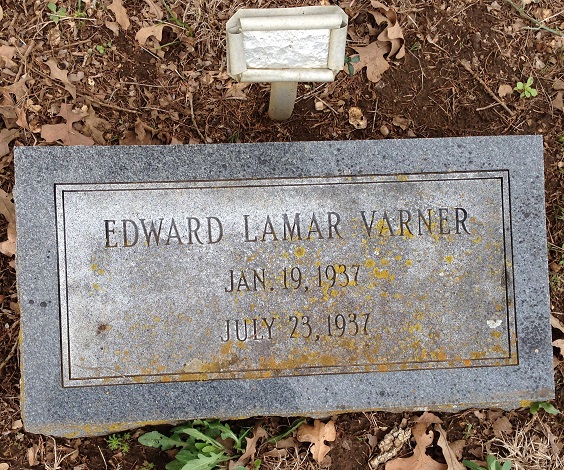 EDWARD LAMAR VARNER
JAN. 19, 1937
JULY 23, 1937